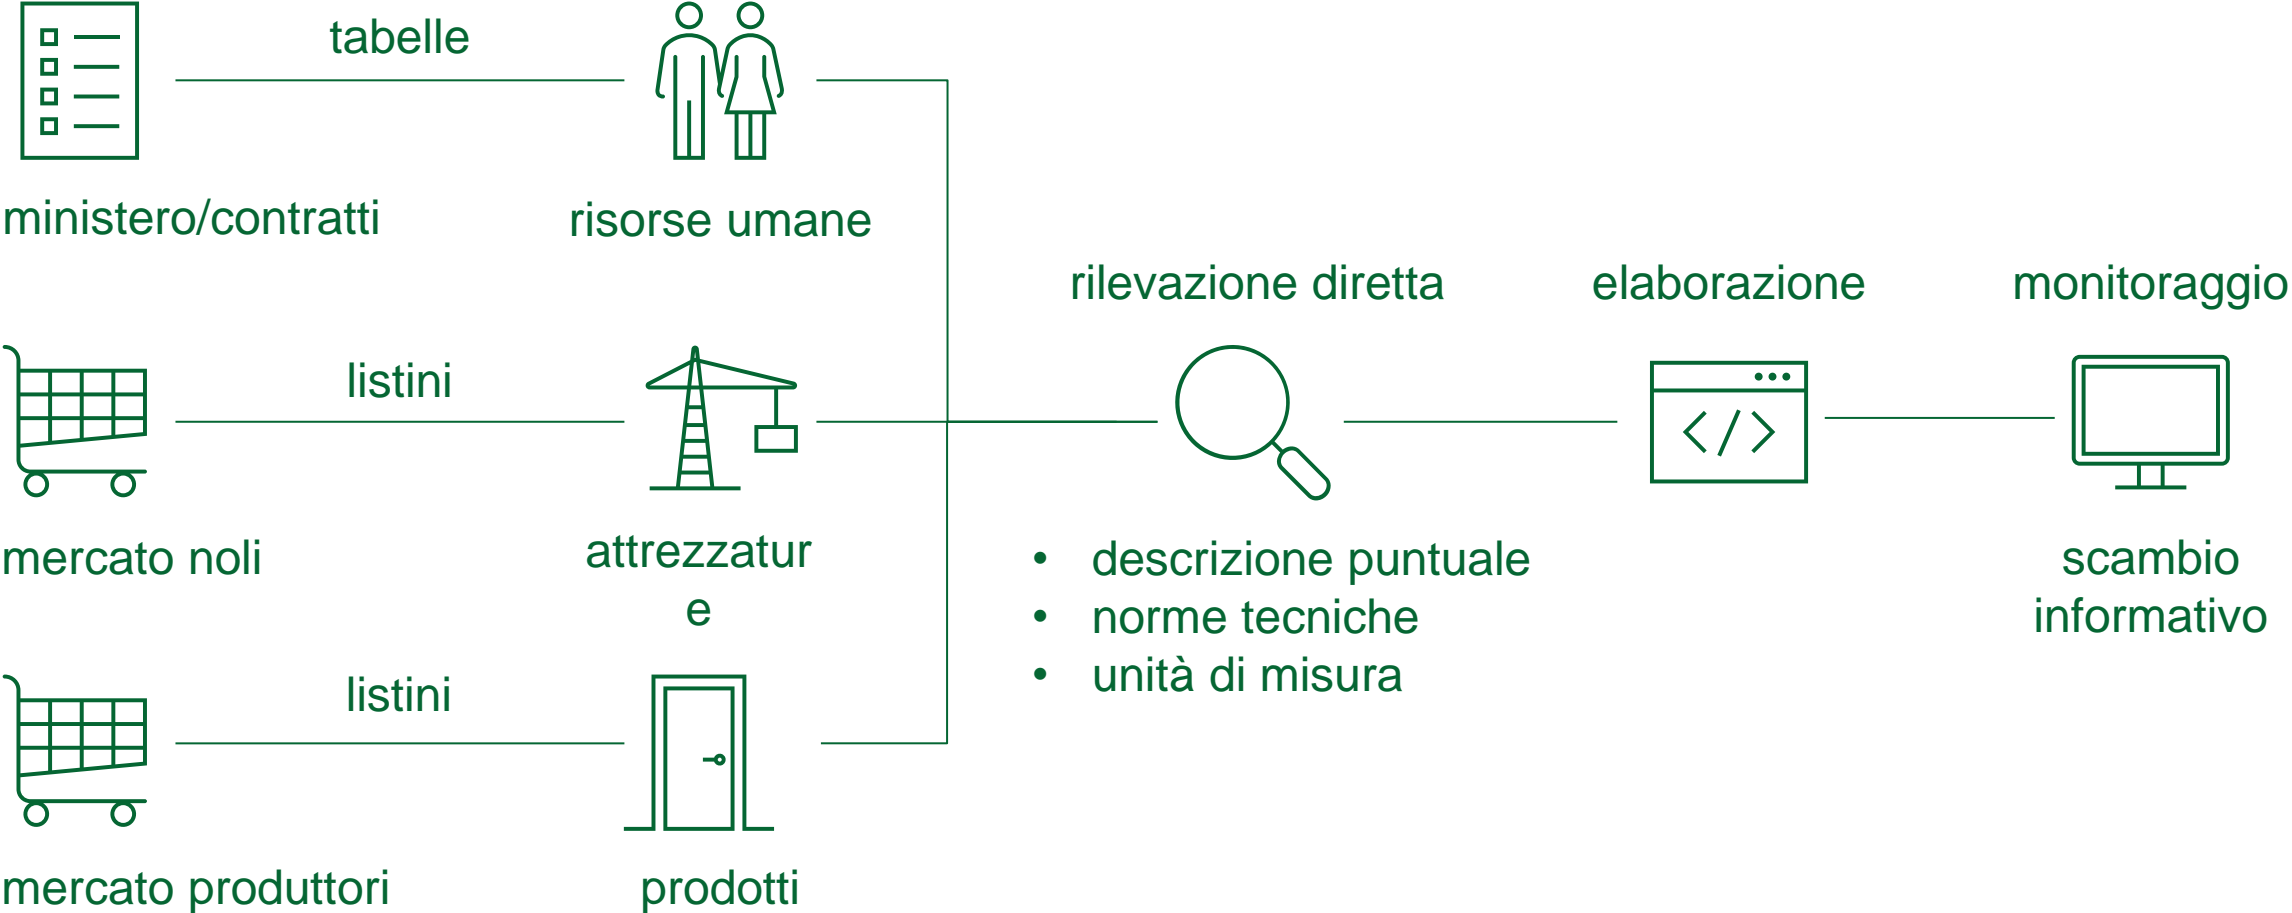 tabelle
ministero/contratti
risorse umane
rilevazione diretta
elaborazione
monitoraggio
listini
mercato noli
attrezzatur
e
• descrizione puntuale
• norme tecniche
• unità di misura
scambio
informativo
listini
mercato produttori
prodotti